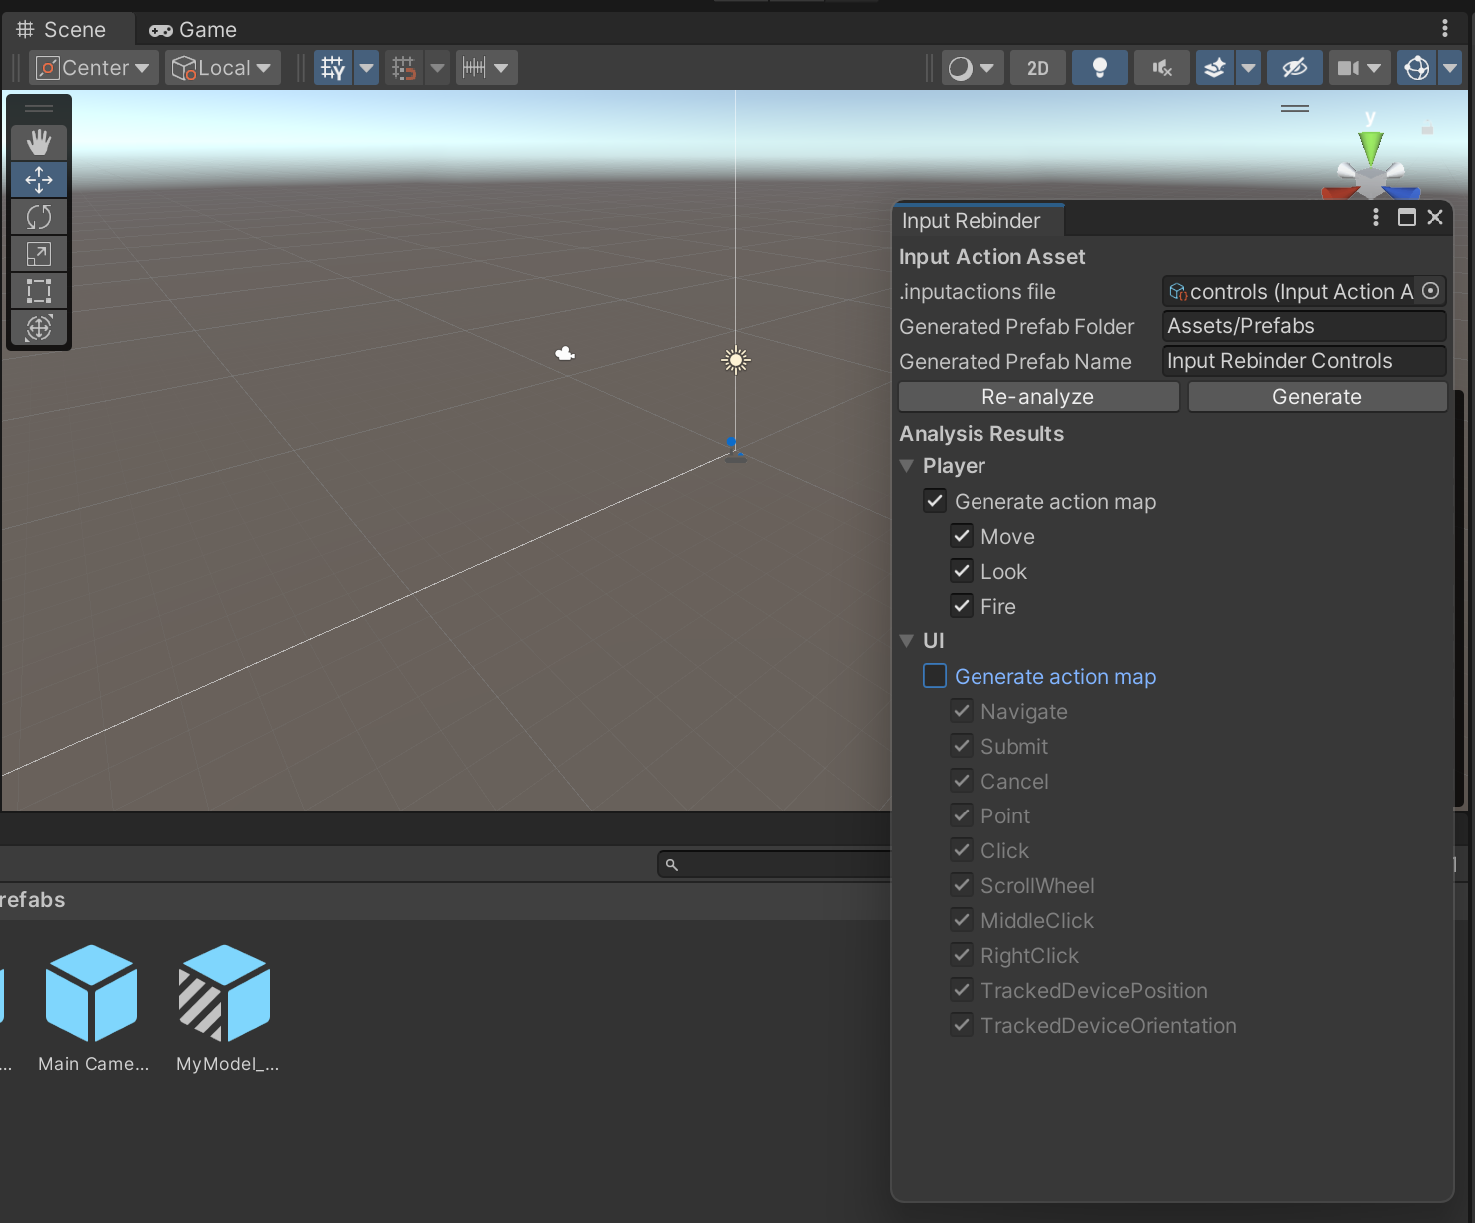 Scene
Game
Center
Local
2D
y
Input Rebinder
Input Action Asset
.inputactions file
controls (Input Action A
Generated Prefab Folder
Assets/Prefabs
Generated Prefab Name
Input Rebinder Controls
Re-analyze
Generate
Analysis Results
Player
Generate action map
Move
Look
Fire
UI
Generate action map
Navigate
Submit
Cancel
Point
Click
ScrollWheel
MiddleClick
RightClick
TrackedDevicePosition
TrackedDeviceOrientation
refabs
... Main Came... MyModel_...